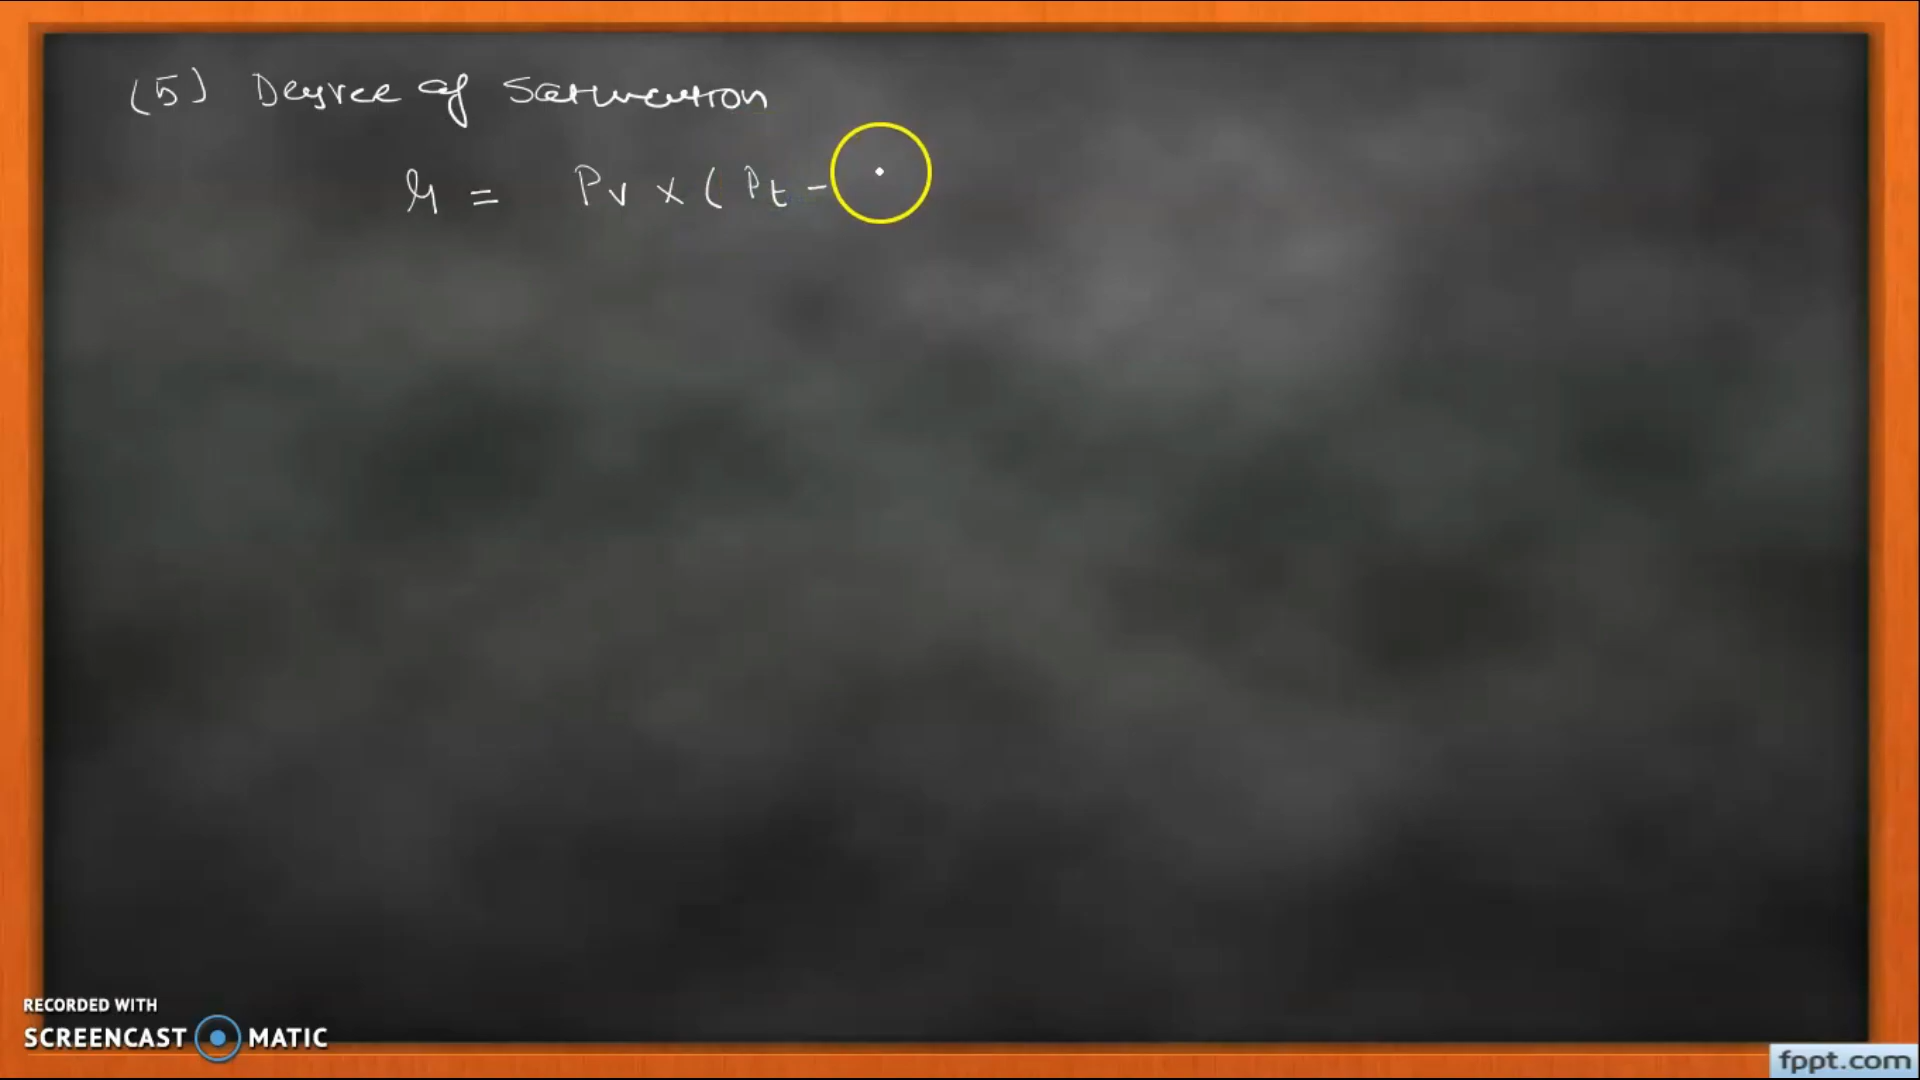 (5) Degree of Saturation
μ = Pv × ( Pt -
RECORDED WITH
SCREENCAST MATIC
fppt.com